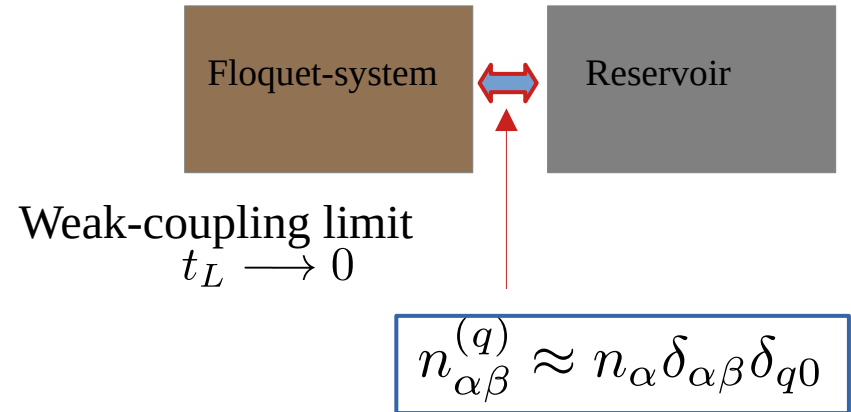 Floquet-system
Reservoir
Weak-coupling limit
t_L ⟶ 0
n_{αβ}^{(q)} ≈ n_α δ_{αβ} δ_{q0}